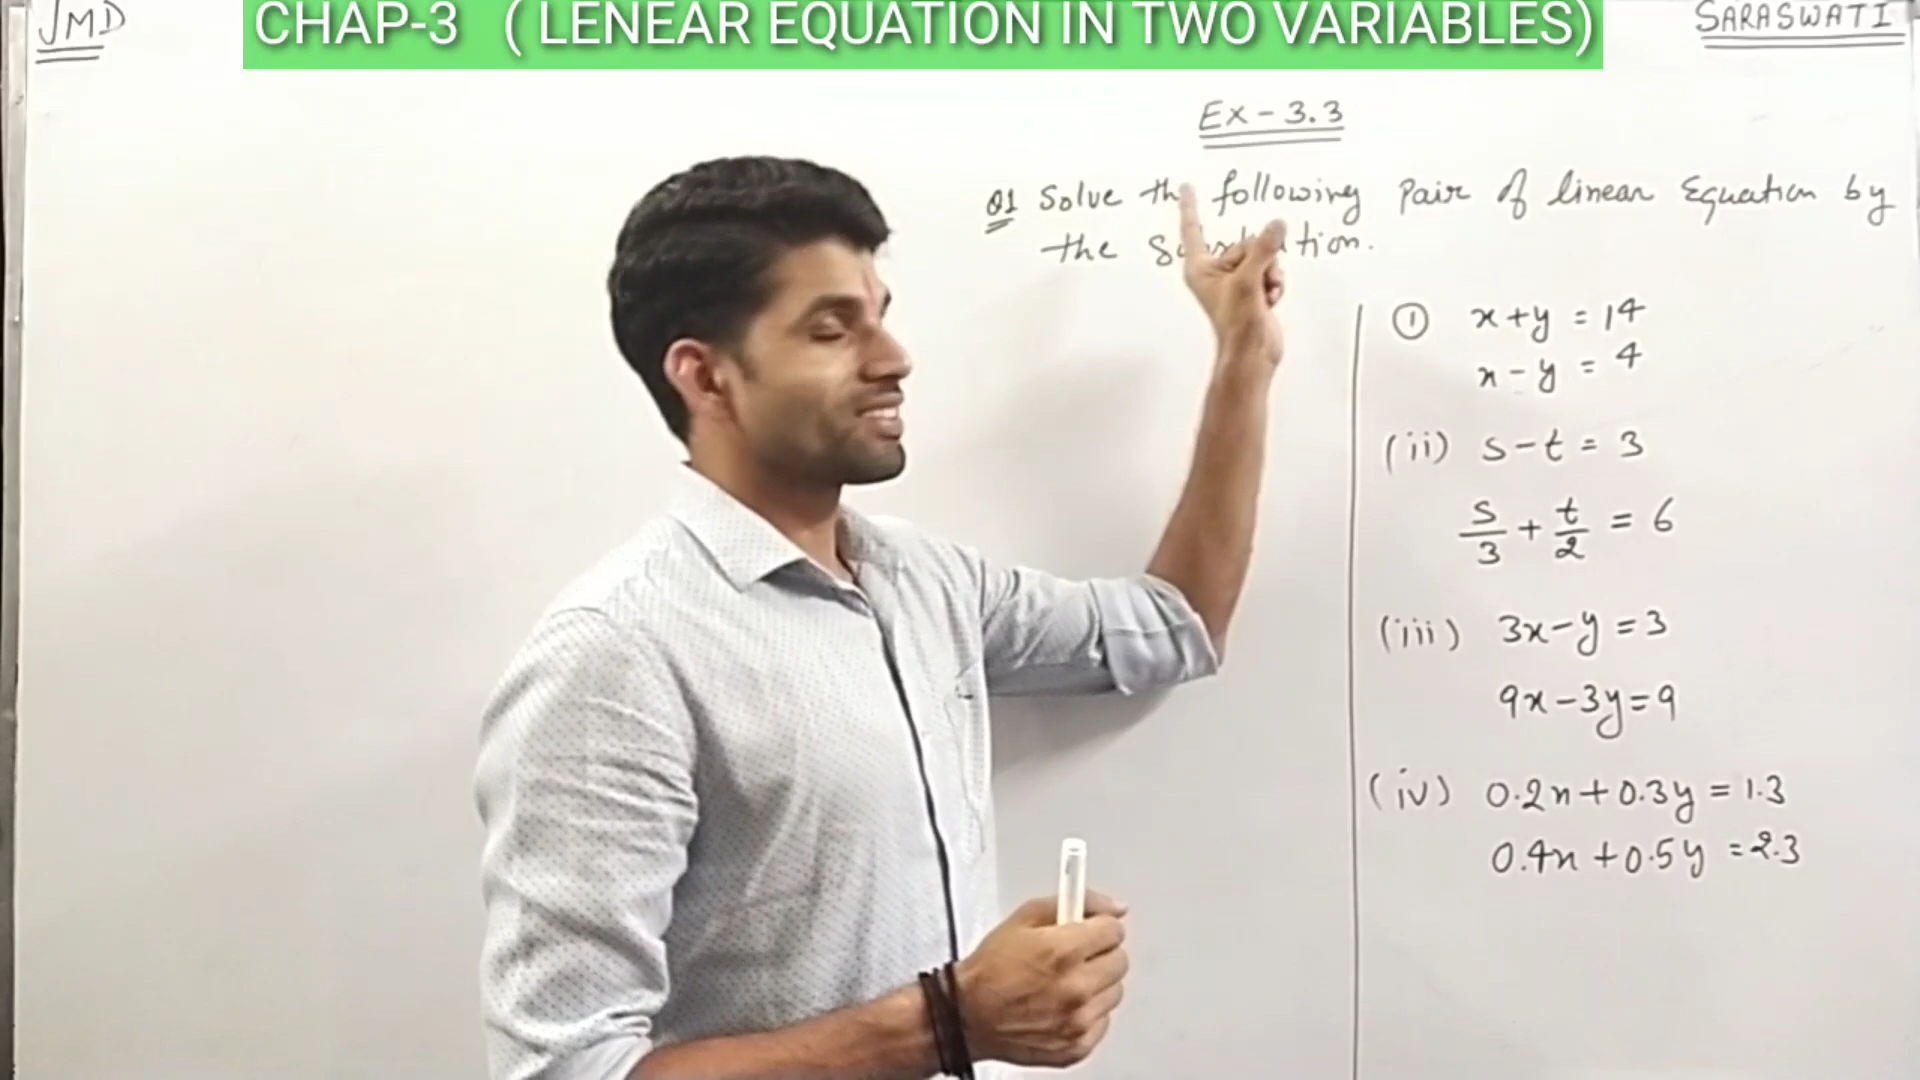 JMD
CHAP-3 ( LENEAR EQUATION IN TWO VARIABLES)
SARASWATI
Ex - 3.3
Q1 Solve the following Pair of linear Equation by
the tion.
① x+y = 14
x-y = 4
(ii) s-t = 3
s/3 + t/2 = 6
(iii) 3x-y=3
9x-3y=9
(iv) 0.2x+0.3y = 1.3
0.4x+0.5y = 2.3